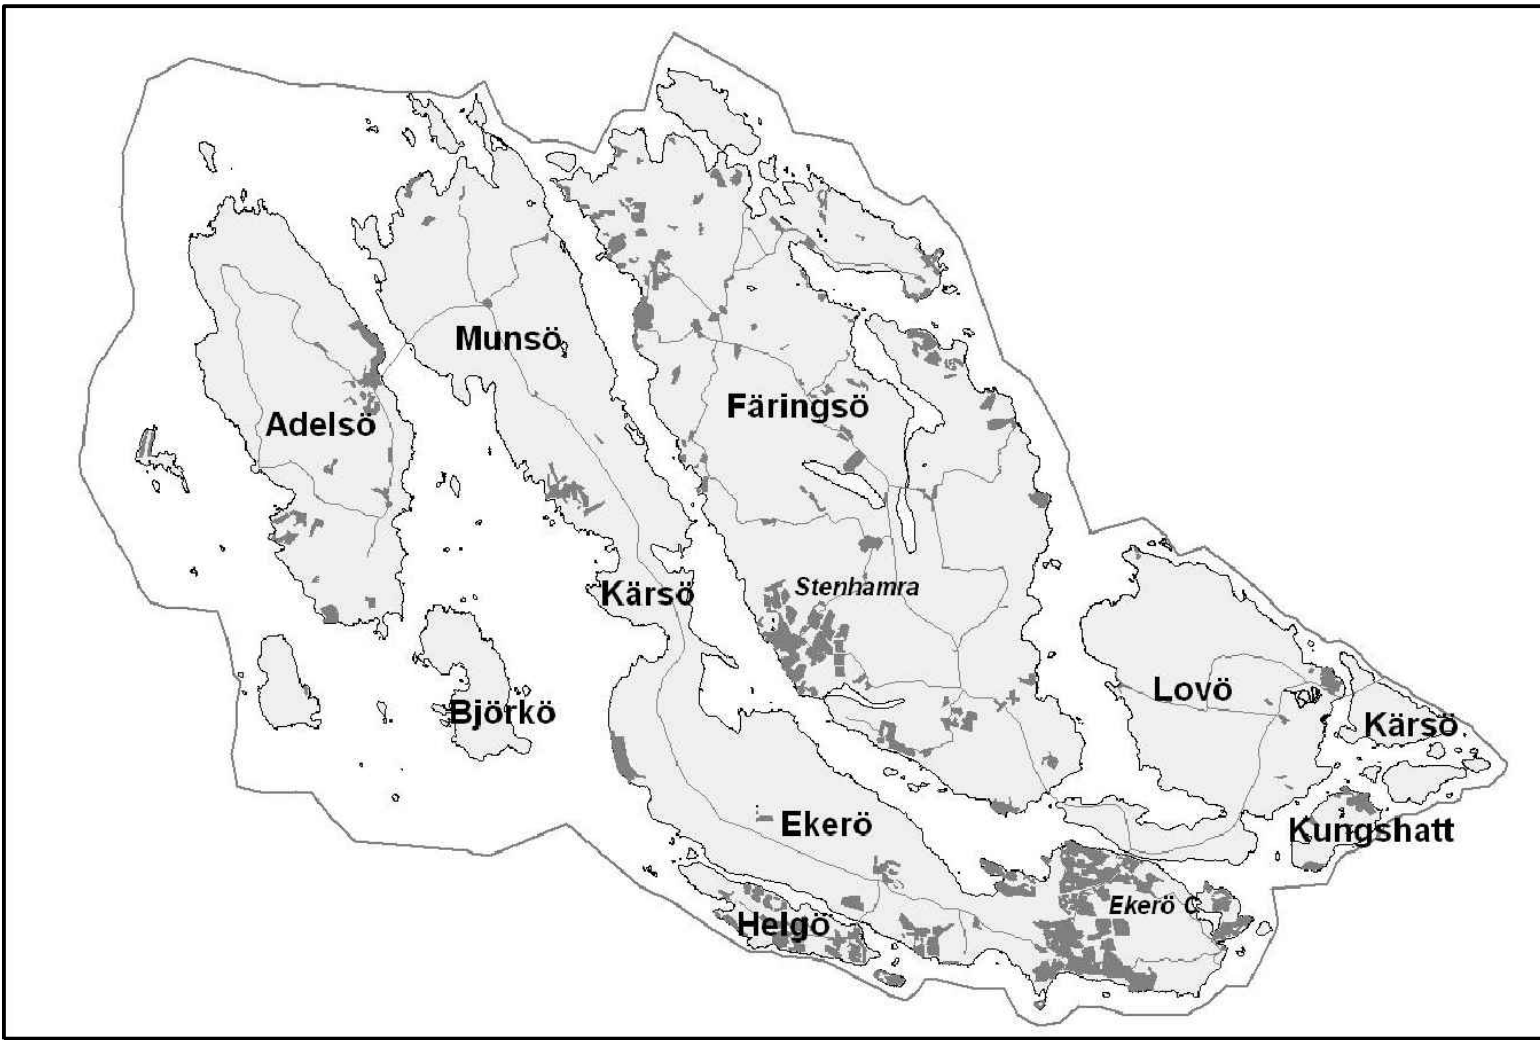 Munsö
Färingsö
Adelsö
Stenhamra
Kärsö
Lovö
Björkö
Kärsö
Ekerö
Kungshatt
Ekerö C
Helgö